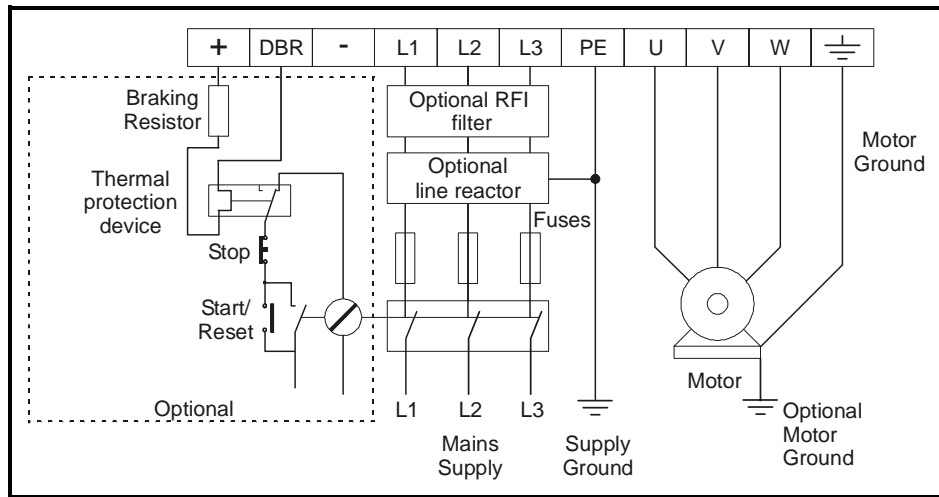 + DBR - L1 L2 L3 PE U V W
Braking
Resistor
Optional RFI
filter
Motor
Ground
Thermal
protection
device
Optional
line reactor
Fuses
Stop
Start/
Reset
Optional
L1 L2 L3
Mains
Supply
Supply
Ground
Motor
Optional
Motor
Ground